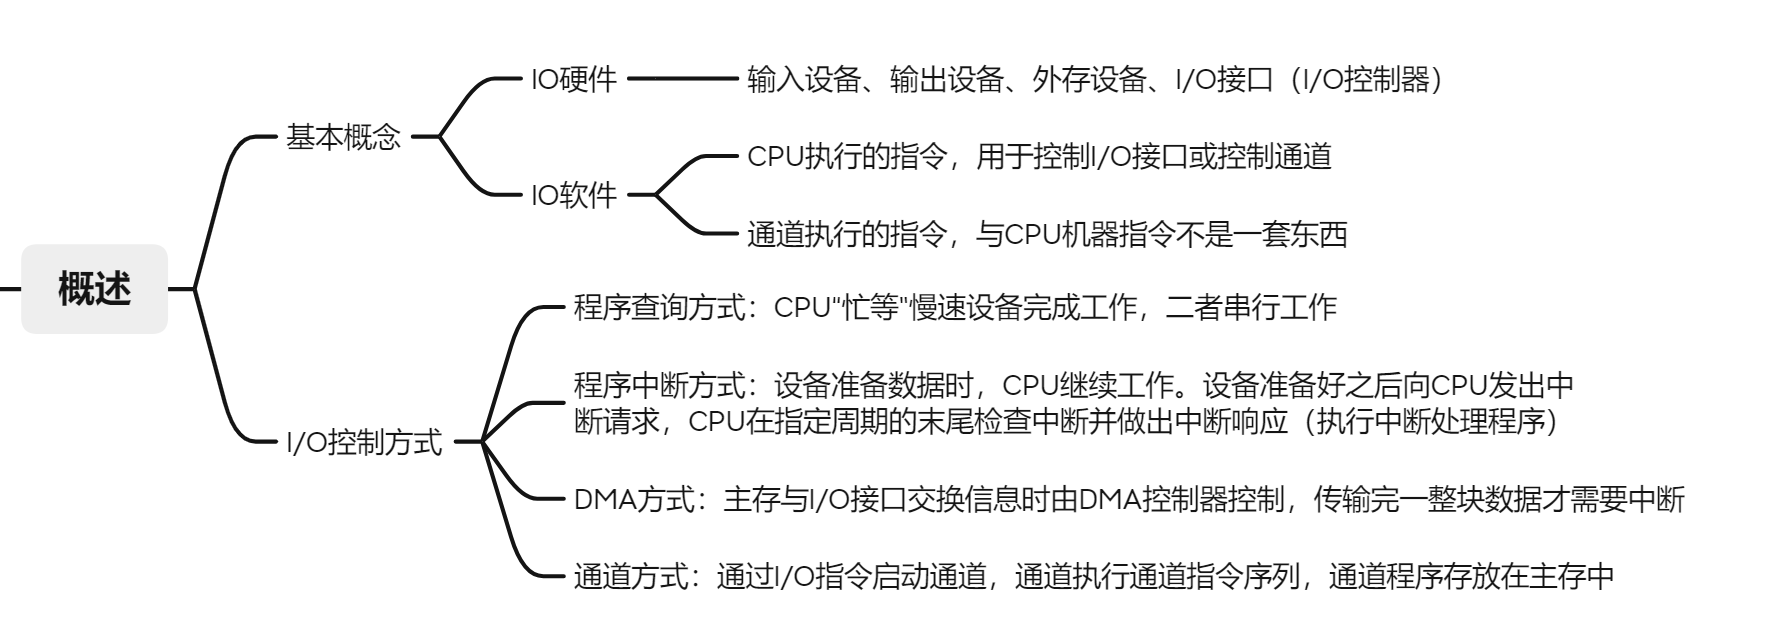 概述
基本概念
IO硬件
输入设备、输出设备、外存设备、I/O接口（I/O控制器）
IO软件
CPU执行的指令，用于控制I/O接口或控制通道
通道执行的指令，与CPU机器指令不是一套东西
I/O控制方式
程序查询方式：CPU“忙等”慢速设备完成工作，二者串行工作
程序中断方式：设备准备数据时，CPU继续工作。设备准备好之后向CPU发出中
断请求，CPU在指定周期的末尾检查中断并做出中断响应（执行中断处理程序）
DMA方式：主存与I/O接口交换信息时由DMA控制器控制，传输完一整块数据才需要中断
通道方式：通过I/O指令启动通道，通道执行通道指令序列，通道程序存放在主存中